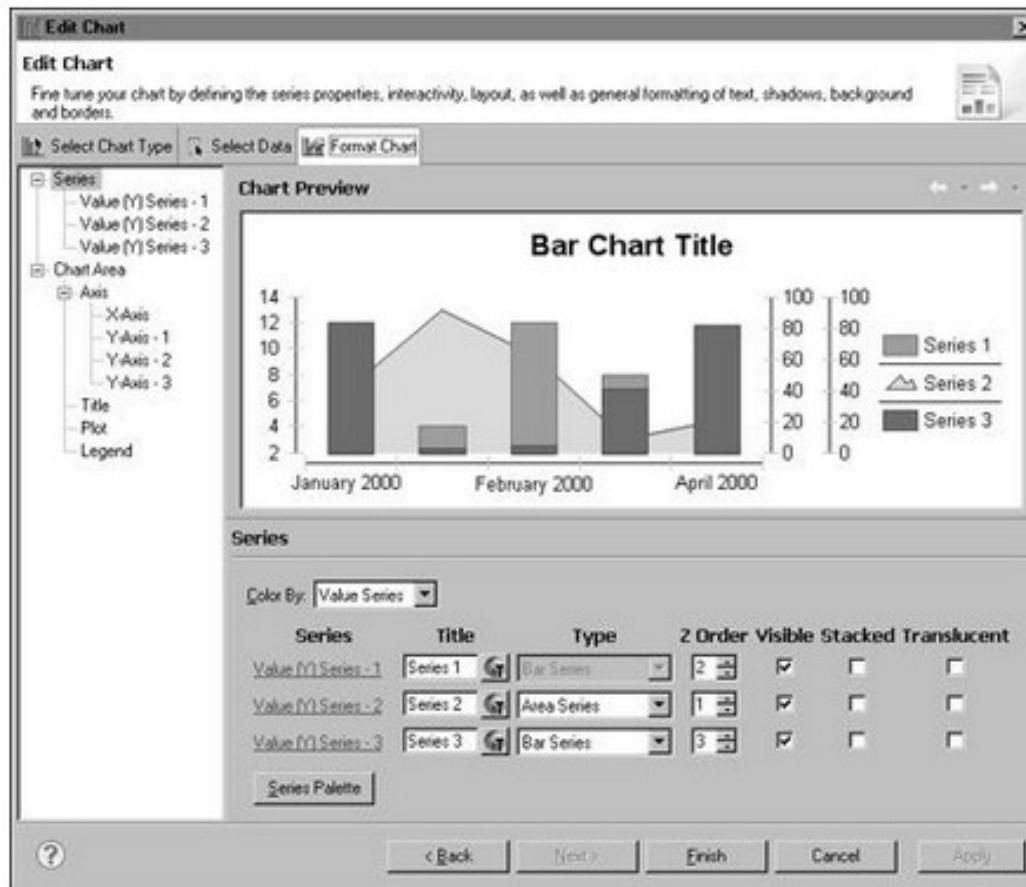 Edit Chart
Edit Chart
Fine tune your chart by defining the series properties, interactivity, layout, as well as general formatting of text, shadows, background
and borders.
Select Chart Type Select Data Format Chart
Series
Value (Y) Series - 1
Value (Y) Series - 2
Value (Y) Series - 3
Chart Area
Axis
X-Axis
Y-Axis - 1
Y-Axis - 2
Y-Axis - 3
Title
Plot
Legend
Chart Preview
Bar Chart Title
14 100 100
12 80 80
10
8 60 60
6 40 40
4 20 20
2 0 0
January 2000 February 2000 April 2000
Series 1
Series 2
Series 3
Series
Color By: Value Series
Series Title Type Z Order Visible Stacked Translucent
Value (Y) Series - 1 Series 1 Bar Series 2
Value (Y) Series - 2 Series 2 Area Series 1
Value (Y) Series - 3 Series 3 Bar Series 3
Series Palette
? < Back Next > Finish Cancel Apply